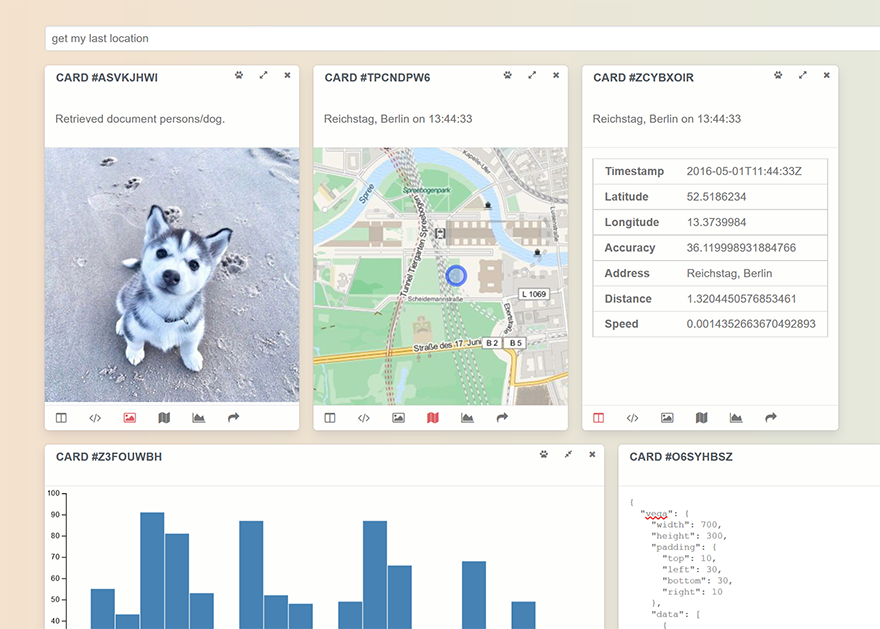 get my last location
CARD #ASVKJHWI
Retrieved document persons/dog.
CARD #TPCNDPW6
Reichstag, Berlin on 13:44:33
Kapelle-Ufer
Spree
Spreebogenpark
Luisenstraße
Tunnel Tiergarten Spreebogen
L 1069
Scheidemannstraße
Ebertstraße
Straße des 17. Juni
B 2
B 5
CARD #ZCYBXOIR
Reichstag, Berlin on 13:44:33
Timestamp 2016-05-01T11:44:33Z
Latitude 52.5186234
Longitude 13.3739984
Accuracy 36.119998931884766
Address Reichstag, Berlin
Distance 1.3204450576853461
Speed 0.0014352663670492893
CARD #Z3FOUWBH
100
90
80
70
60
50
40
CARD #O6SYHBSZ
{
"vega": {
"width": 700,
"height": 300,
"padding": {
"top": 10,
"left": 30,
"bottom": 30,
"right": 10
},
"data": [
{